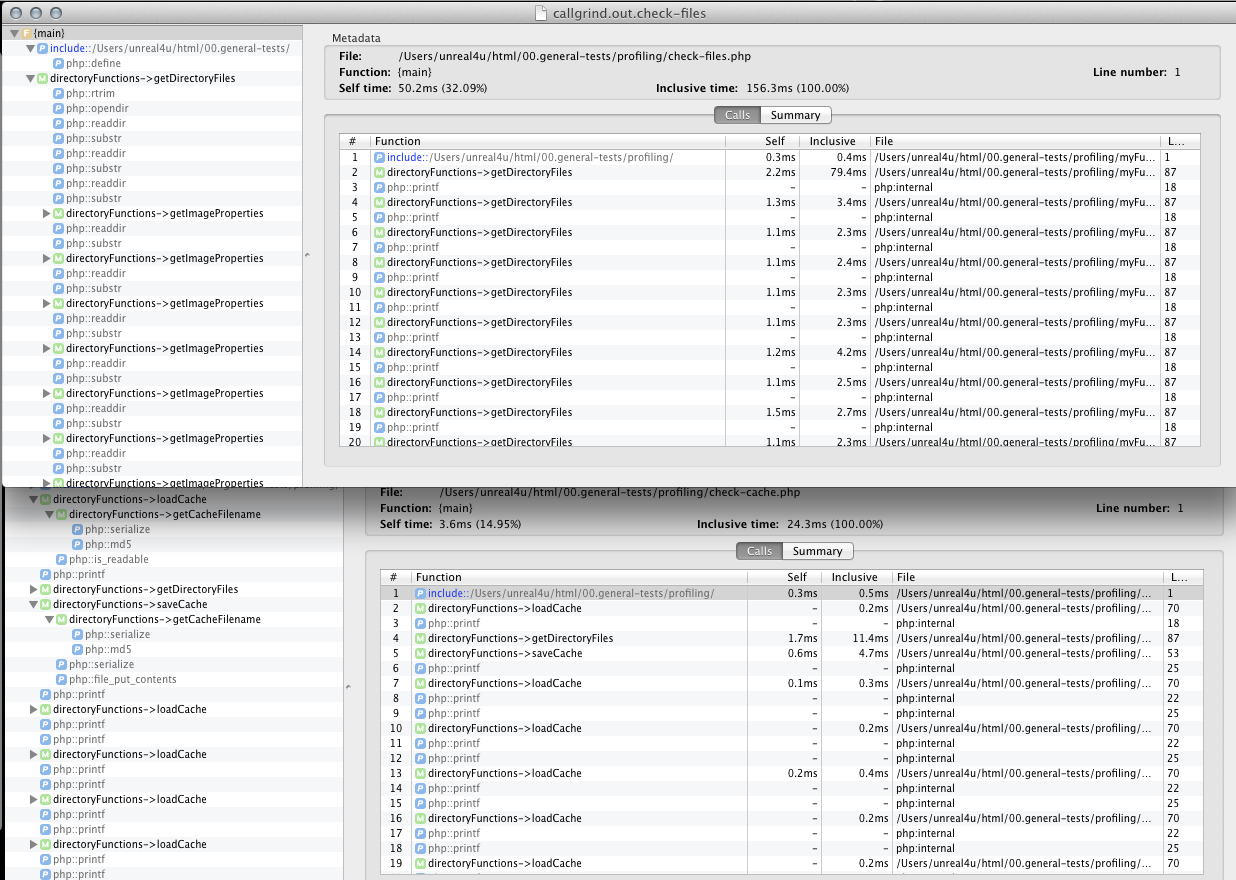 callgrind.out.check-files
{main}
include::/Users/unreal4u/html/00.general-tests/
php::define
directoryFunctions->getDirectoryFiles
php::rtrim
php::opendir
php::readdir
php::substr
php::readdir
php::substr
php::readdir
php::substr
directoryFunctions->getImageProperties
php::readdir
php::substr
directoryFunctions->getImageProperties
php::readdir
php::substr
directoryFunctions->getImageProperties
php::readdir
php::substr
directoryFunctions->getImageProperties
php::readdir
php::substr
directoryFunctions->getImageProperties
php::readdir
php::substr
directoryFunctions->getImageProperties
php::readdir
php::substr
directoryFunctions->getImageProperties
Metadata
File: /Users/unreal4u/html/00.general-tests/profiling/check-files.php
Function: {main} Line number: 1
Self time: 50.2ms (32.09%) Inclusive time: 156.3ms (100.00%)
Calls Summary
# Function Self Inclusive File L...
1 include::/Users/unreal4u/html/00.general-tests/profiling/ 0.3ms 0.4ms /Users/unreal4u/html/00.general-tests/profiling/myFu... 1
2 directoryFunctions->getDirectoryFiles 2.2ms 79.4ms /Users/unreal4u/html/00.general-tests/profiling/myFu... 87
3 php::printf – – php:internal 18
4 directoryFunctions->getDirectoryFiles 1.3ms 3.4ms /Users/unreal4u/html/00.general-tests/profiling/myFu... 87
5 php::printf – – php:internal 18
6 directoryFunctions->getDirectoryFiles 1.1ms 2.3ms /Users/unreal4u/html/00.general-tests/profiling/myFu... 87
7 php::printf – – php:internal 18
8 directoryFunctions->getDirectoryFiles 1.1ms 2.4ms /Users/unreal4u/html/00.general-tests/profiling/myFu... 87
9 php::printf – – php:internal 18
10 directoryFunctions->getDirectoryFiles 1.1ms 2.3ms /Users/unreal4u/html/00.general-tests/profiling/myFu... 87
11 php::printf – – php:internal 18
12 directoryFunctions->getDirectoryFiles 1.1ms 2.3ms /Users/unreal4u/html/00.general-tests/profiling/myFu... 87
13 php::printf – – php:internal 18
14 directoryFunctions->getDirectoryFiles 1.2ms 4.2ms /Users/unreal4u/html/00.general-tests/profiling/myFu... 87
15 php::printf – – php:internal 18
16 directoryFunctions->getDirectoryFiles 1.1ms 2.5ms /Users/unreal4u/html/00.general-tests/profiling/myFu... 87
17 php::printf – – php:internal 18
18 directoryFunctions->getDirectoryFiles 1.5ms 2.7ms /Users/unreal4u/html/00.general-tests/profiling/myFu... 87
19 php::printf – – php:internal 18
20 directoryFunctions->getDirectoryFiles 1.1ms 2.3ms /Users/unreal4u/html/00.general-tests/profiling/myFu... 87
directoryFunctions->loadCache
directoryFunctions->getCacheFilename
php::serialize
php::md5
php::is_readable
php::printf
directoryFunctions->getDirectoryFiles
directoryFunctions->saveCache
directoryFunctions->getCacheFilename
php::serialize
php::md5
php::serialize
php::file_put_contents
php::printf
directoryFunctions->loadCache
php::printf
php::printf
directoryFunctions->loadCache
php::printf
php::printf
directoryFunctions->loadCache
php::printf
php::printf
directoryFunctions->loadCache
php::printf
php::printf
File: /Users/unreal4u/html/00.general-tests/profiling/check-cache.php
Function: {main} Line number: 1
Self time: 3.6ms (14.95%) Inclusive time: 24.3ms (100.00%)
Calls Summary
# Function Self Inclusive File L...
1 include::/Users/unreal4u/html/00.general-tests/profiling/ 0.3ms 0.5ms /Users/unreal4u/html/00.general-tests/profiling/... 1
2 directoryFunctions->loadCache – 0.2ms /Users/unreal4u/html/00.general-tests/profiling/... 70
3 php::printf – – php:internal 18
4 directoryFunctions->getDirectoryFiles 1.7ms 11.4ms /Users/unreal4u/html/00.general-tests/profiling/... 87
5 directoryFunctions->saveCache 0.6ms 4.7ms /Users/unreal4u/html/00.general-tests/profiling/... 53
6 php::printf – – php:internal 25
7 directoryFunctions->loadCache 0.1ms 0.3ms /Users/unreal4u/html/00.general-tests/profiling/... 70
8 php::printf – – php:internal 22
9 php::printf – – php:internal 25
10 directoryFunctions->loadCache – 0.2ms /Users/unreal4u/html/00.general-tests/profiling/... 70
11 php::printf – – php:internal 22
12 php::printf – – php:internal 25
13 directoryFunctions->loadCache 0.2ms 0.4ms /Users/unreal4u/html/00.general-tests/profiling/... 70
14 php::printf – – php:internal 22
15 php::printf – – php:internal 25
16 directoryFunctions->loadCache – 0.2ms /Users/unreal4u/html/00.general-tests/profiling/... 70
17 php::printf – – php:internal 22
18 php::printf – – php:internal 25
19 directoryFunctions->loadCache – 0.2ms /Users/unreal4u/html/00.general-tests/profiling/... 70